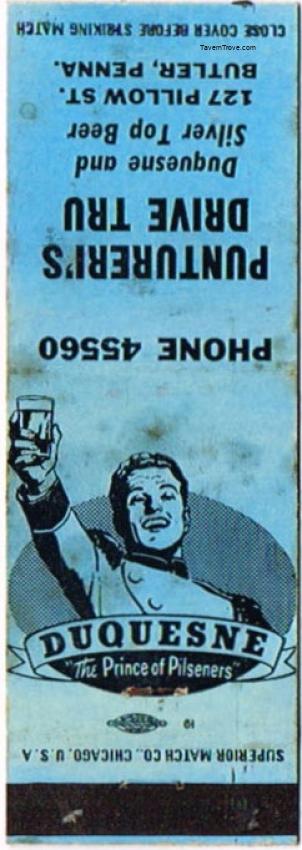 CLOSE COVER BEFORE STRIKING MATCH
TavernTrove.com
PUNTURERI'S
DRIVE TRU
Duquesne and
Silver Top Beer
127 PILLOW ST.
BUTLER, PENNA.
PHONE 45560
DUQUESNE
"The Prince of Pilseners"
19
SUPERIOR MATCH CO., CHICAGO, U.S.A